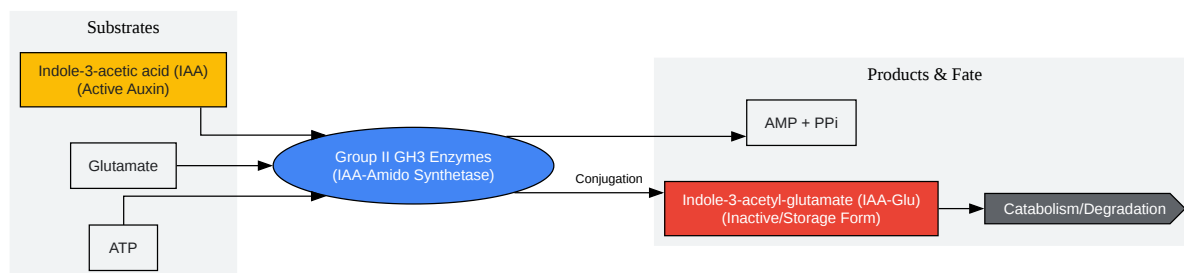 Substrates
Indole-3-acetic acid (IAA)
(Active Auxin)
Glutamate
ATP
Group II GH3 Enzymes
(IAA-Amido Synthetase)
Conjugation
Products & Fate
AMP + PPi
Indole-3-acetyl-glutamate (IAA-Glu)
(Inactive/Storage Form)
Catabolism/Degradation